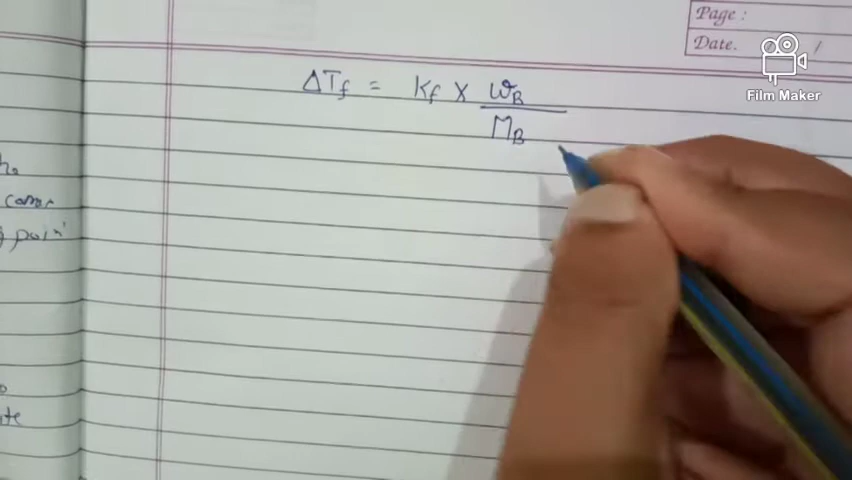 Page :
Date. /
Film Maker
ΔTf = Kf × wB
MB